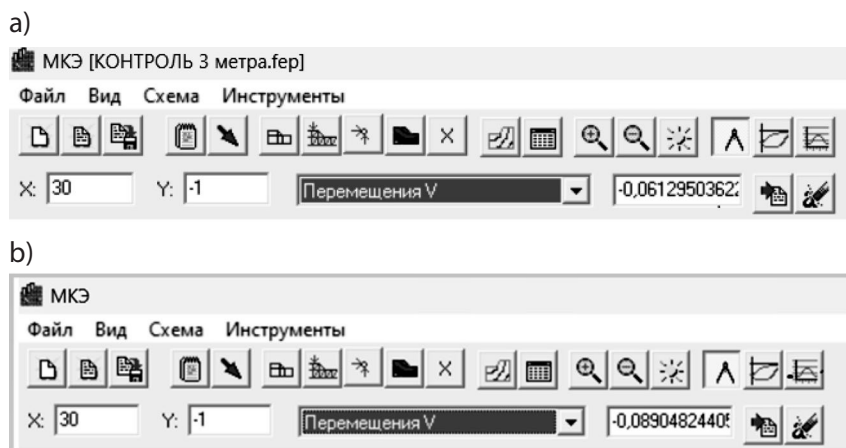 a)
МКЭ [КОНТРОЛЬ 3 метра.fep]
Файл Вид Схема Инструменты
X: 30 Y: -1 Перемещения V -0,06129503622
b)
МКЭ
Файл Вид Схема Инструменты
X: 30 Y: -1 Перемещения V -0,0890482440